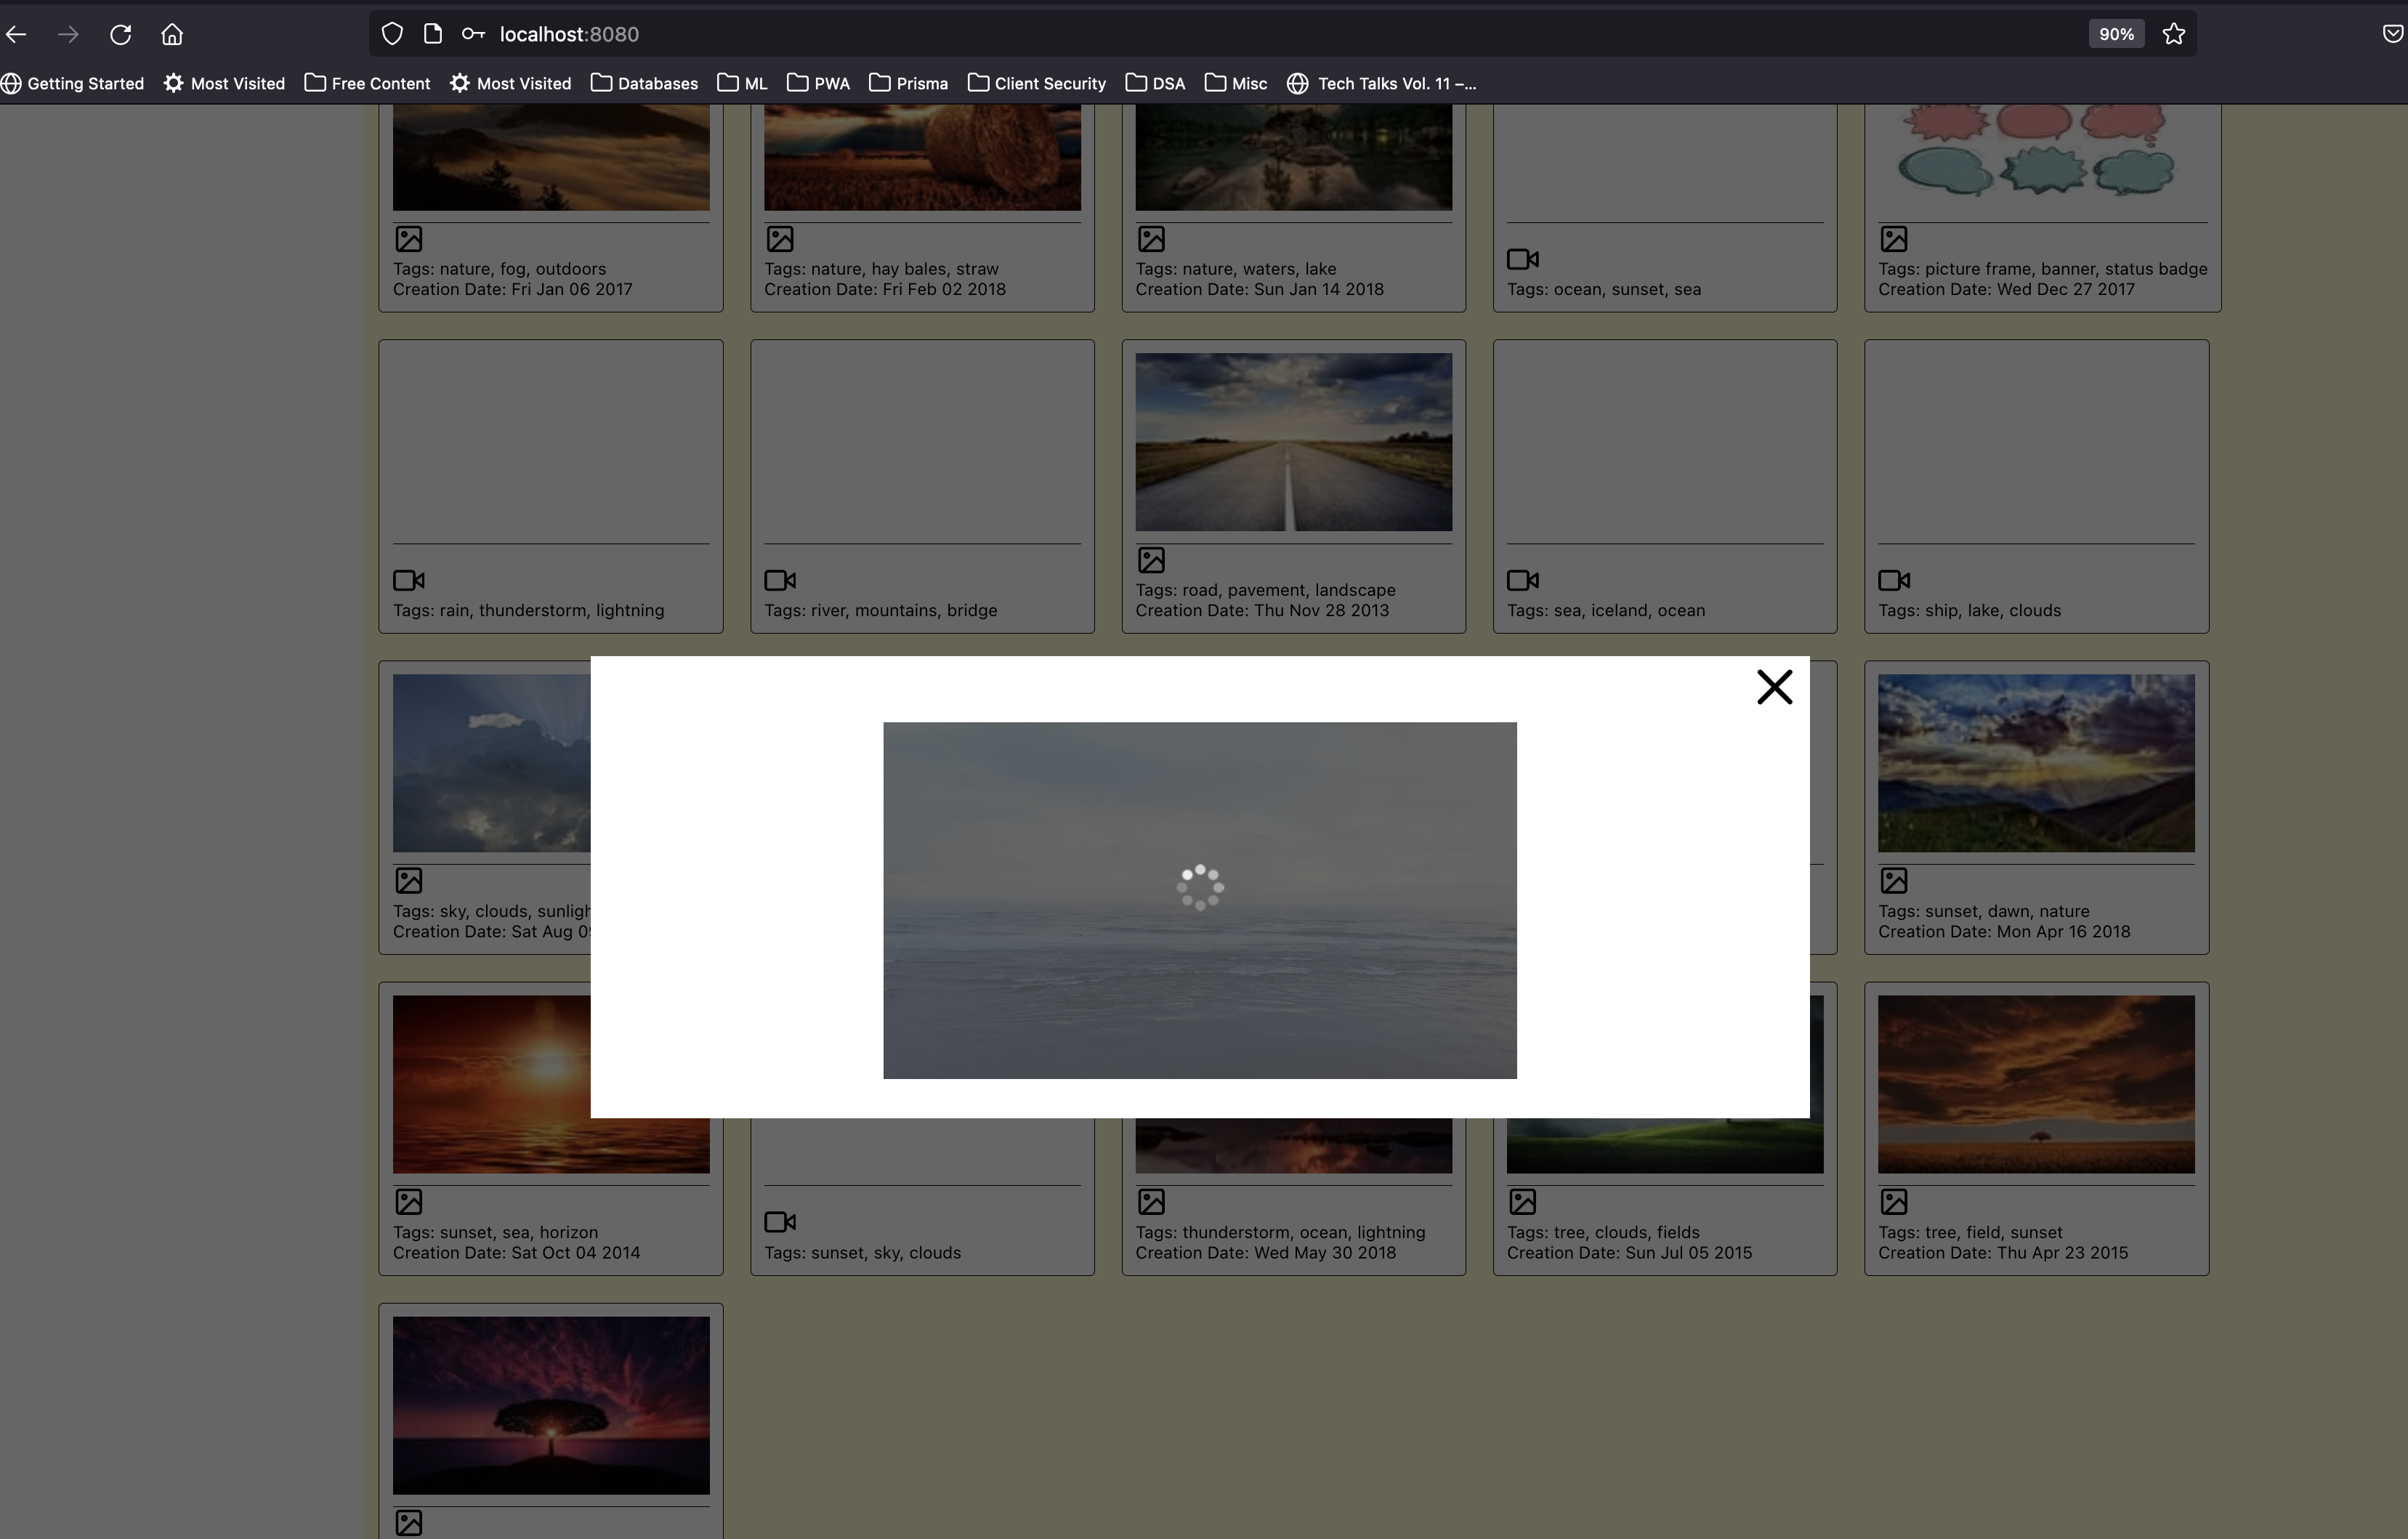 localhost:8080
90%
Getting Started Most Visited Free Content Most Visited Databases ML PWA Prisma Client Security DSA Misc Tech Talks Vol. 11 –...
Tags: nature, fog, outdoors
Creation Date: Fri Jan 06 2017
Tags: nature, hay bales, straw
Creation Date: Fri Feb 02 2018
Tags: nature, waters, lake
Creation Date: Sun Jan 14 2018
Tags: ocean, sunset, sea
Tags: picture frame, banner, status badge
Creation Date: Wed Dec 27 2017
Tags: rain, thunderstorm, lightning
Tags: river, mountains, bridge
Tags: road, pavement, landscape
Creation Date: Thu Nov 28 2013
Tags: sea, iceland, ocean
Tags: ship, lake, clouds
Tags: sky, clouds, sunligh
Creation Date: Sat Aug 0
Tags: sunset, dawn, nature
Creation Date: Mon Apr 16 2018
Tags: sunset, sea, horizon
Creation Date: Sat Oct 04 2014
Tags: sunset, sky, clouds
Tags: thunderstorm, ocean, lightning
Creation Date: Wed May 30 2018
Tags: tree, clouds, fields
Creation Date: Sun Jul 05 2015
Tags: tree, field, sunset
Creation Date: Thu Apr 23 2015